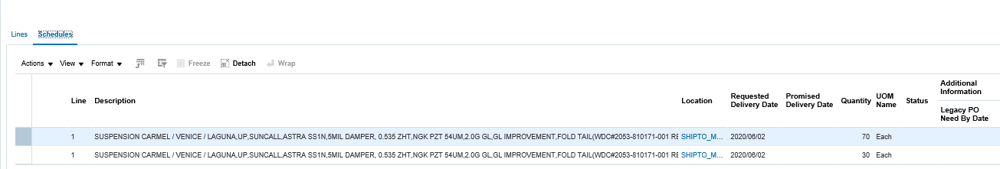 Lines Schedules
Actions View Format Freeze Detach Wrap
Line Description Location Requested Delivery Date Promised Delivery Date Quantity UOM Name Status Additional Information
Legacy PO Need By Date
1 SUSPENSION CARMEL / VENICE / LAGUNA,UP,SUNCALL,ASTRA SS1N,5MIL DAMPER, 0.535 ZHT,NGK PZT 54UM,2.0G GL,GL IMPROVEMENT,FOLD TAIL(WDC#2053-810171-001 RE SHIPTO_M... 2020/06/02 70 Each
1 SUSPENSION CARMEL / VENICE / LAGUNA,UP,SUNCALL,ASTRA SS1N,5MIL DAMPER, 0.535 ZHT,NGK PZT 54UM,2.0G GL,GL IMPROVEMENT,FOLD TAIL(WDC#2053-810171-001 RE SHIPTO_M... 2020/06/02 30 Each